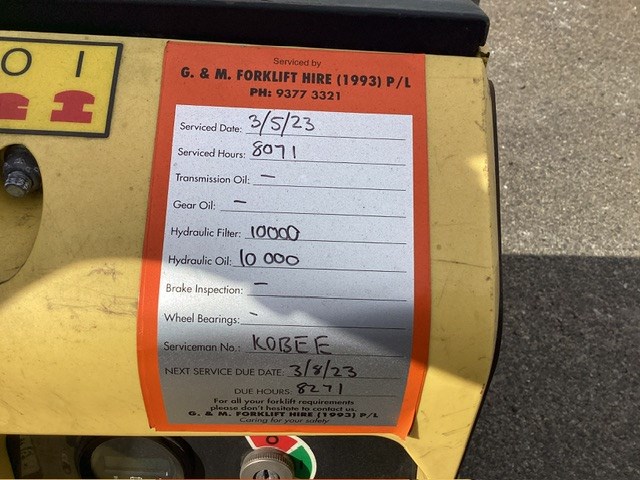 O I
Serviced by
G. & M. FORKLIFT HIRE (1993) P/L
PH: 9377 3321
Serviced Date: 3/5/23
Serviced Hours: 8071
Transmission Oil: –
Gear Oil: –
Hydraulic Filter: 10000
Hydraulic Oil: 10 000
Brake Inspection: –
Wheel Bearings: -
Serviceman No.: KOBEE
NEXT SERVICE DUE DATE: 3/8/23
DUE HOURS: 8271
For all your forklift requirements
please don't hesitate to contact us.
G. & M. FORKLIFT HIRE (1993) P/L
Caring for your safety
O